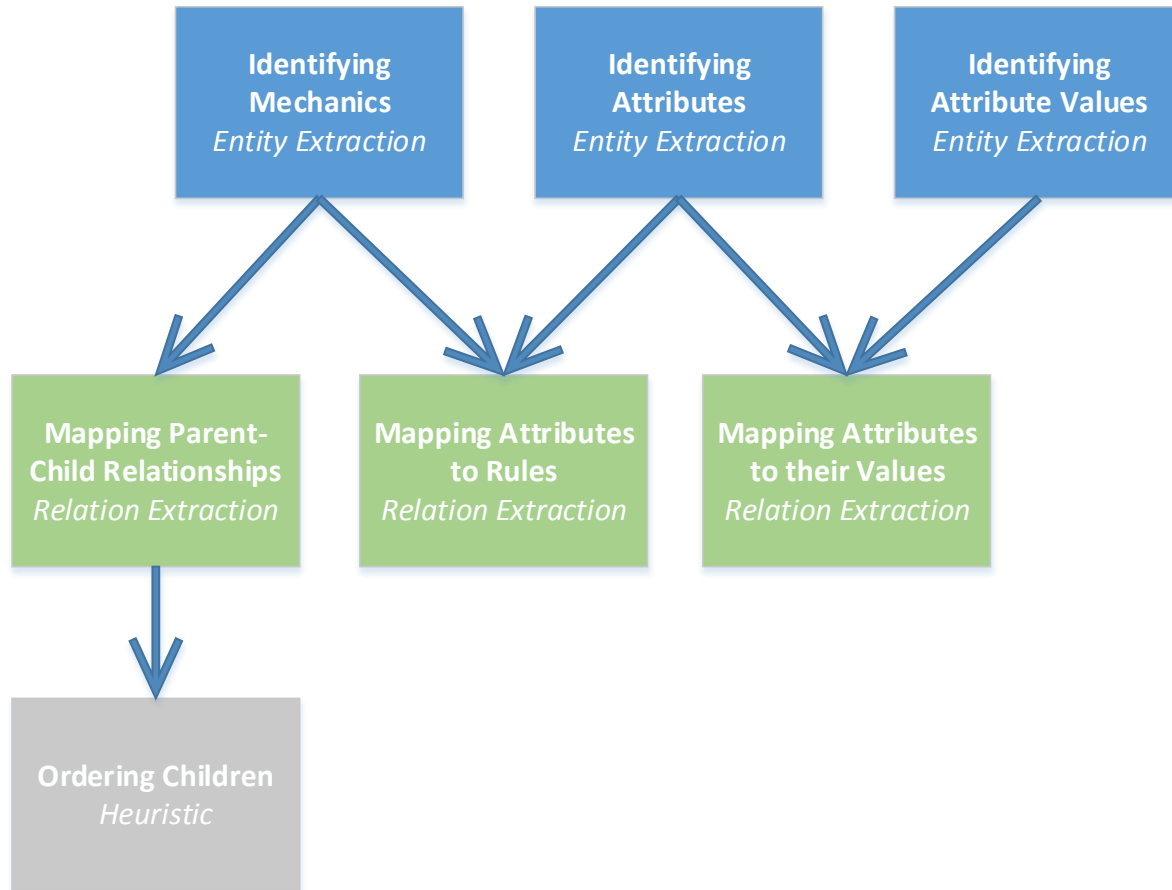 Identifying
Mechanics
Entity Extraction
Identifying
Attributes
Entity Extraction
Identifying
Attribute Values
Entity Extraction
Mapping Parent-
Child Relationships
Relation Extraction
Mapping Attributes
to Rules
Relation Extraction
Mapping Attributes
to their Values
Relation Extraction
Ordering Children
Heuristic